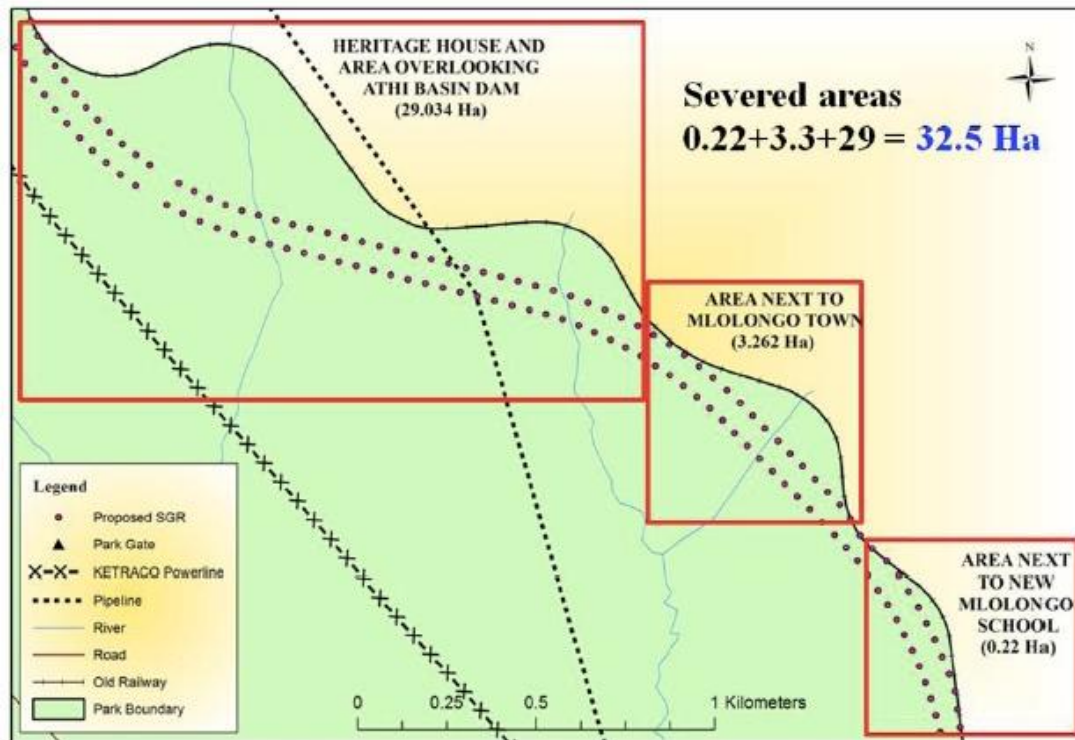 HERITAGE HOUSE AND
AREA OVERLOOKING
ATHI BASIN DAM
(29.034 Ha)
N
Severed areas
0.22+3.3+29 = 32.5 Ha
AREA NEXT TO
MLOLONGO TOWN
(3.262 Ha)
AREA NEXT
TO NEW
MLOLONGO
SCHOOL
(0.22 Ha)
Legend
Proposed SGR
Park Gate
KETRACO Powerline
Pipeline
River
Road
Old Railway
Park Boundary
0 0.25 0.5 1 Kilometers